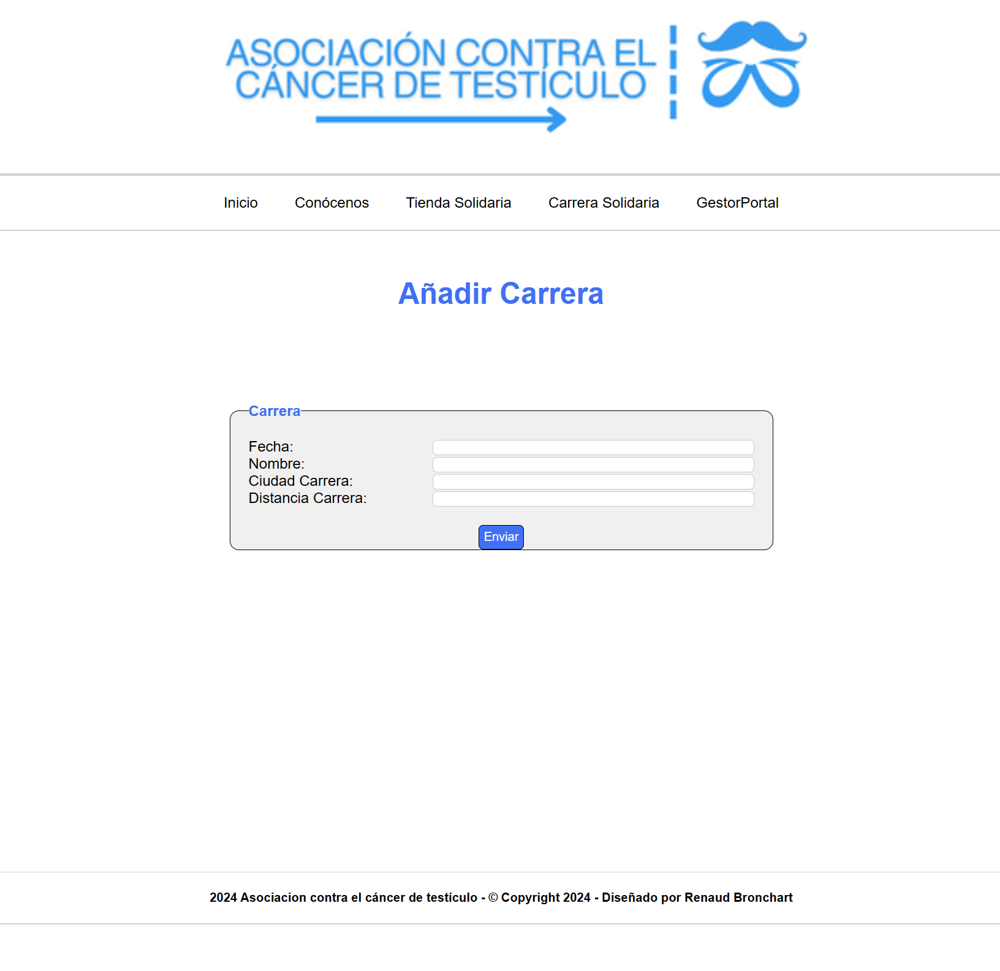 ASOCIACIÓN CONTRA EL
CÁNCER DE TESTÍCULO
Inicio Conócenos Tienda Solidaria Carrera Solidaria GestorPortal
Añadir Carrera
Carrera
Fecha:
Nombre:
Ciudad Carrera:
Distancia Carrera:
Enviar
2024 Asociacion contra el cáncer de testículo - © Copyright 2024 - Diseñado por Renaud Bronchart